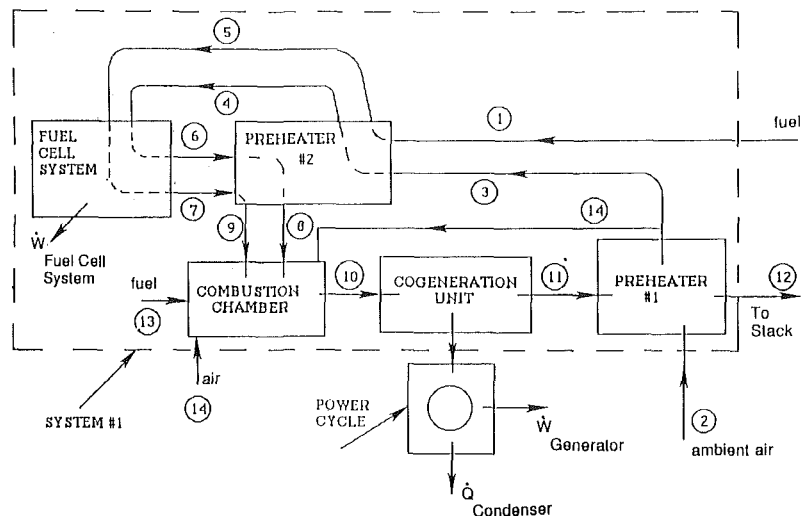 5
4
1
fuel
FUEL
CELL
SYSTEM
6
PREHEATER
#2
3
7
14
Ẇ
Fuel Cell
System
9
8
fuel
13
COMBUSTION
CHAMBER
10
COGENERATION
UNIT
11
PREHEATER
#1
12
To
Stack
air
14
SYSTEM #1
POWER
CYCLE
Ẇ
Generator
2
ambient air
Q̇
Condenser